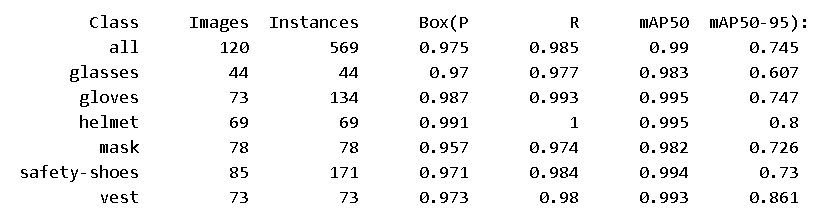 Class Images Instances Box(P R mAP50 mAP50-95):
all 120 569 0.975 0.985 0.99 0.745
glasses 44 44 0.97 0.977 0.983 0.607
gloves 73 134 0.987 0.993 0.995 0.747
helmet 69 69 0.991 1 0.995 0.8
mask 78 78 0.957 0.974 0.982 0.726
safety-shoes 85 171 0.971 0.984 0.994 0.73
vest 73 73 0.973 0.98 0.993 0.861